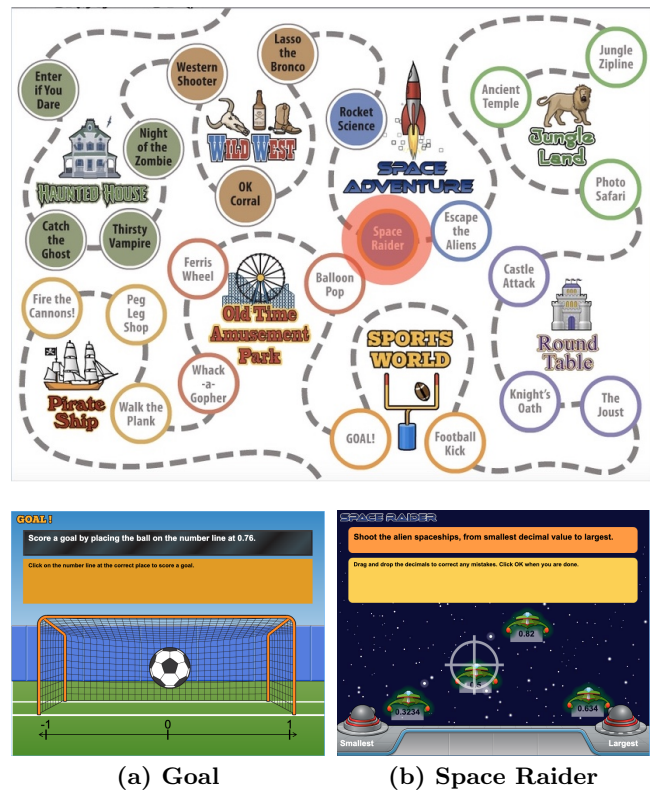 Enter
if You
Dare
Night
of the
Zombie
HAUNTED HOUSE
Catch
the
Ghost
Thirsty
Vampire
Western
Shooter
Lasso
the
Bronco
WILD WEST
OK
Corral
Rocket
Science
SPACE
ADVENTURE
Space
Raider
Escape
the
Aliens
Jungle
Zipline
Ancient
Temple
Jungle
Land
Photo
Safari
Fire the
Cannons!
Peg
Leg
Shop
Pirate
Ship
Walk the
Plank
Ferris
Wheel
Balloon
Pop
Old Time
Amusement
Park
Whack
-a-
Gopher
SPORTS
WORLD
GOAL!
Football
Kick
Castle
Attack
Round
Table
Knight's
Oath
The
Joust
GOAL!
Score a goal by placing the ball on the number line at 0.76.
Click on the number line at the correct place to score a goal.
-1 0 1
(a) Goal
SPACE RAIDER
Shoot the alien spaceships, from smallest decimal value to largest.
Drag and drop the decimals to correct any mistakes. Click OK when you are done.
0.82
0.3234
0.634
Smallest
Largest
(b) Space Raider